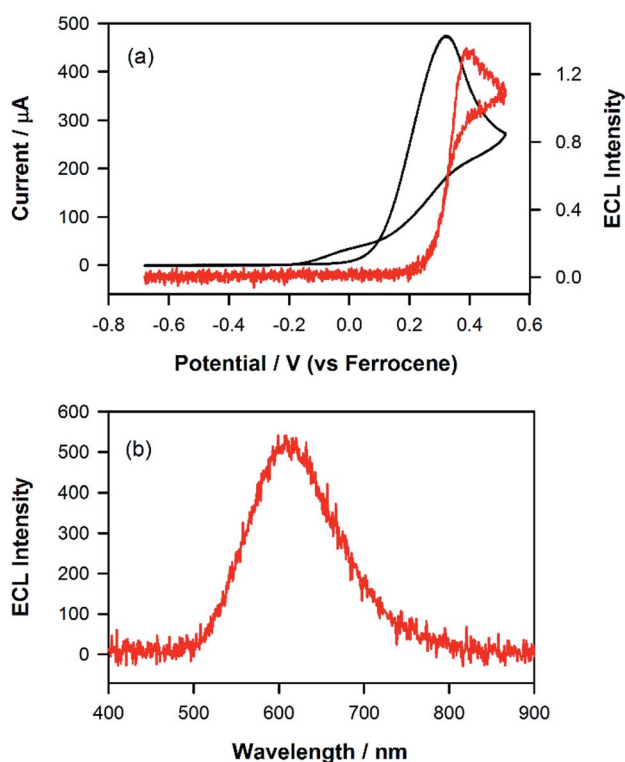 (a)
500
400
300
200
100
0
Current / μA
1.2
0.8
0.4
0.0
ECL Intensity
-0.8 -0.6 -0.4 -0.2 0.0 0.2 0.4 0.6
Potential / V (vs Ferrocene)
(b)
600
500
400
300
200
100
0
ECL Intensity
400 500 600 700 800 900
Wavelength / nm